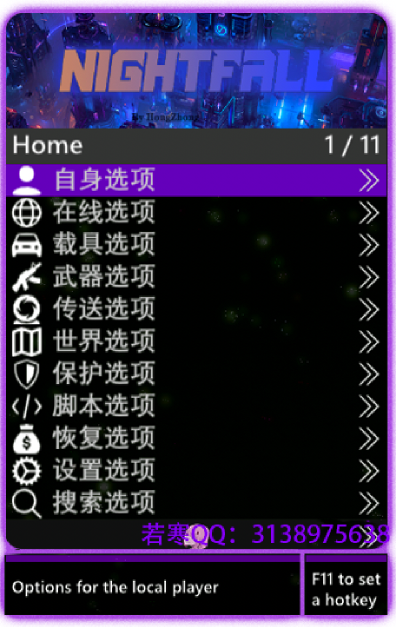 NIGHTFALL
By HongZhong
Home 1 / 11
自身选项
在线选项
载具选项
武器选项
传送选项
世界选项
保护选项
脚本选项
恢复选项
设置选项
搜索选项
若寒QQ：3138975638
Options for the local player
F11 to set
a hotkey